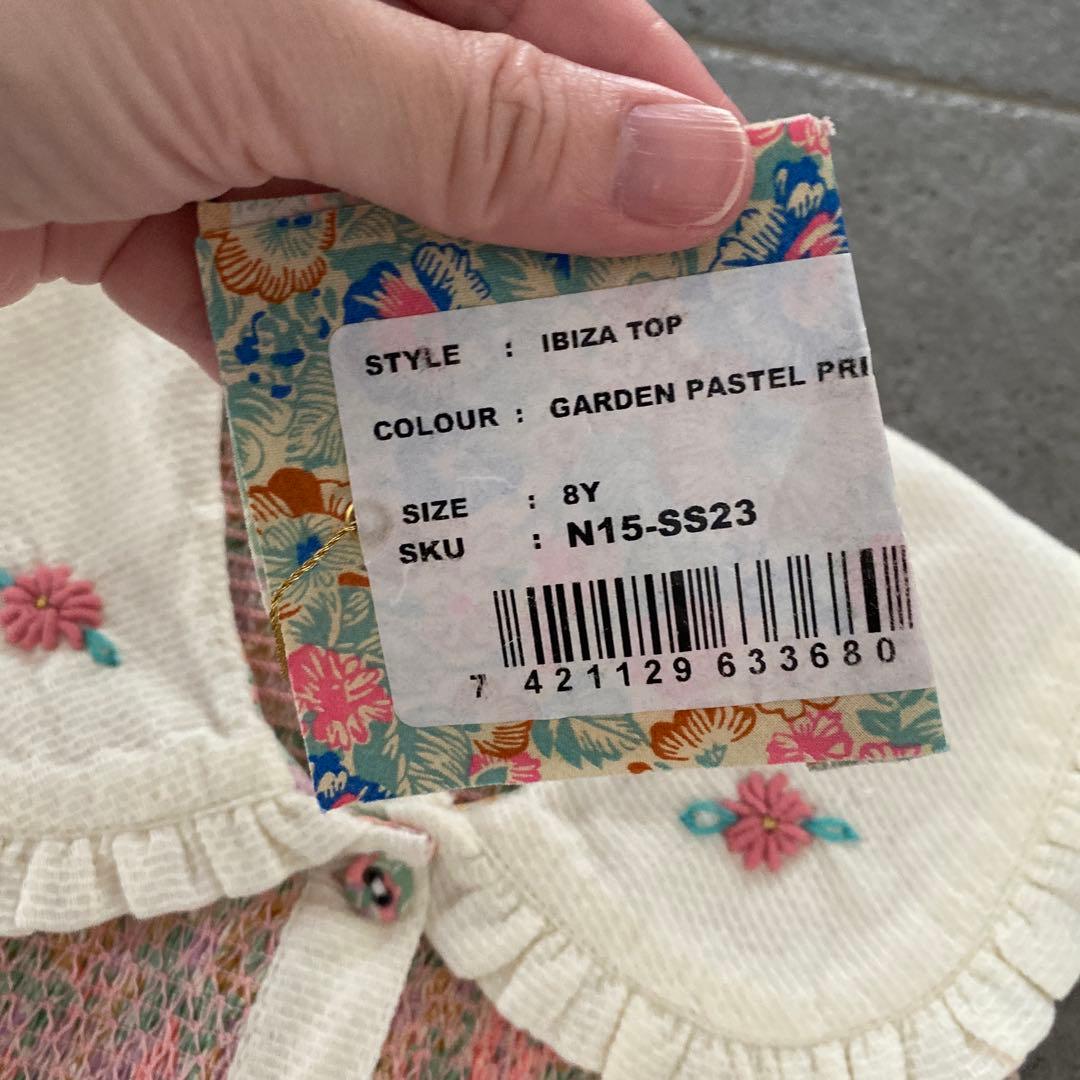 STYLE : IBIZA TOP
COLOUR : GARDEN PASTEL PRI
SIZE : 8Y
SKU : N15-SS23
7 421129 633680